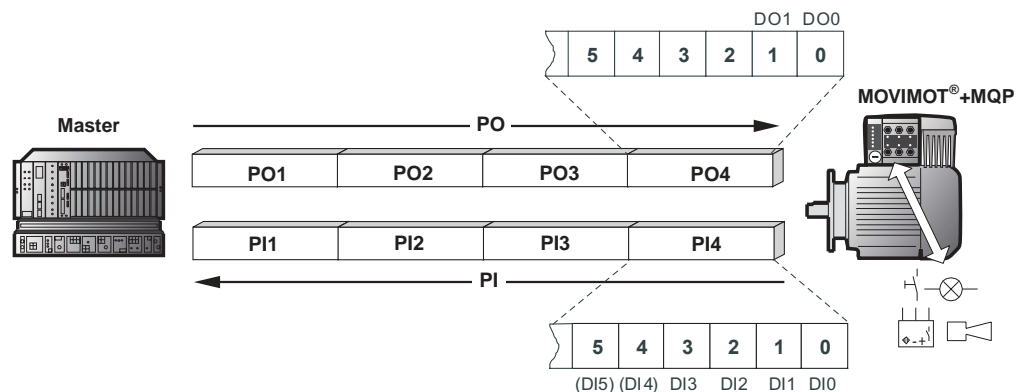 DO1 DO0
5 4 3 2 1 0
MOVIMOT®+MQP
Master
PO
PO1 PO2 PO3 PO4
PI1 PI2 PI3 PI4
PI
5 4 3 2 1 0
(DI5) (DI4) DI3 DI2 DI1 DI0